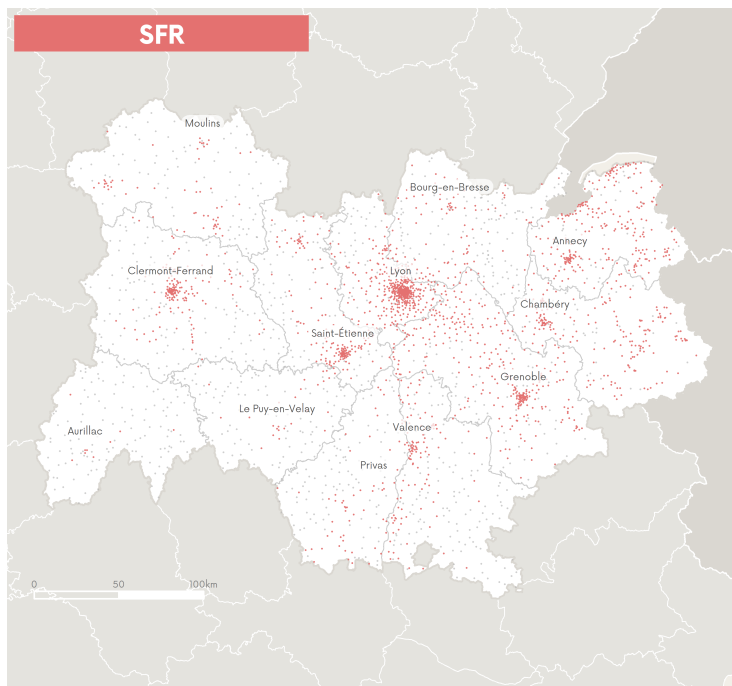 SFR
Moulins
Bourg-en-Bresse
Annecy
Clermont-Ferrand
Lyon
Chambéry
Saint-Étienne
Grenoble
Le Puy-en-Velay
Aurillac
Valence
Privas
0 50 100km